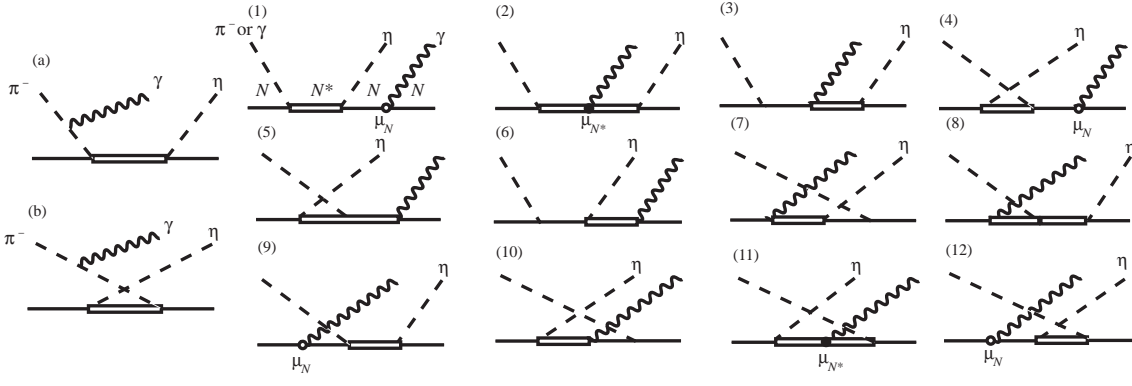 (1)
(2)
(3)
(4)
π⁻ or γ
η
γ
η
η
(a)
γ
π⁻
η
N
N*
N
N
μ_N
μ_N*
μ_N
(5)
η
(6)
η
(7)
η
(8)
η
(b)
π⁻
γ
η
(9)
η
(10)
η
(11)
η
(12)
η
μ_N
μ_N*
μ_N